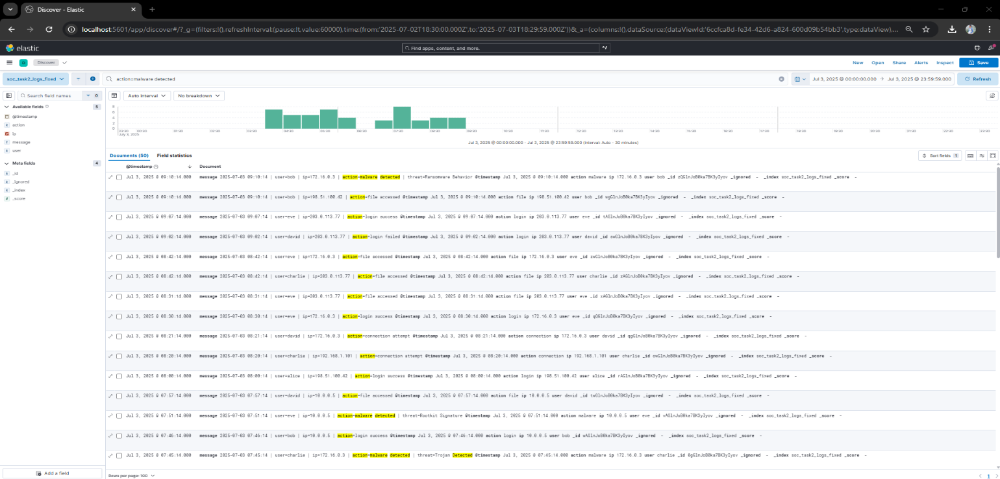 Discover - Elastic
localhost:5601/app/discover#/?_g=(filters:!(),refreshInterval:(pause:!t,value:60000),time:(from:'2025-07-02T18:30:00.000Z',to:'2025-07-03T18:29:59.000Z'))&_a=(columns:!(),dataSource:(dataViewId:'6ccfca8d-fe34-42d6-a824-600d09b54bb3',type:dataView),...
elastic
Find apps, content, and more.
^/
D
Discover
New Open Share Alerts Inspect Save
soc_task2_logs_fixed
action=malware detected
Jul 3, 2025 @ 00:00:00.000 → Jul 3, 2025 @ 23:59:59.000
Refresh
Search field names 0
Auto interval No breakdown
Available fields 5
@timestamp
action
ip
message
user
Meta fields 4
_id
_ignored
_index
_score
8
6
4
2
0
23:30 00:30 01:30 02:30 03:30 04:30 05:30 06:30 07:30 08:30 09:30 10:30 11:30 12:30 13:30 14:30 15:30 16:30 17:30 18:30 19:30 20:30 21:30 22:30 23:30
July 3, 2025
Jul 3, 2025 @ 00:00:00.000 - Jul 3, 2025 @ 23:59:59.000 (interval: Auto - 30 minutes)
Documents (50) Field statistics
Sort fields 1
@timestamp Document
Jul 3, 2025 @ 09:10:14.000 message 2025-07-03 09:10:14 | user=bob | ip=172.16.0.3 | action=malware detected | threat=Ransomware Behavior @timestamp Jul 3, 2025 @ 09:10:14.000 action malware ip 172.16.0.3 user bob _id _ignored - _index soc_task2_logs_fixed _score -
Jul 3, 2025 @ 09:10:14.000 message 2025-07-03 09:10:14 | user=bob | ip=198.51.100.42 | action=file accessed @timestamp Jul 3, 2025 @ 09:10:14.000 action file ip 198.51.100.42 user bob _id _ignored - _index soc_task2_logs_fixed _score -
Jul 3, 2025 @ 09:07:14.000 message 2025-07-03 09:07:14 | user=eve | ip=203.0.113.77 | action=login success @timestamp Jul 3, 2025 @ 09:07:14.000 action login ip 203.0.113.77 user eve _id _ignored - _index soc_task2_logs_fixed _score -
Jul 3, 2025 @ 09:02:14.000 message 2025-07-03 09:02:14 | user=david | ip=203.0.113.77 | action=login failed @timestamp Jul 3, 2025 @ 09:02:14.000 action login ip 203.0.113.77 user david _id _ignored - _index soc_task2_logs_fixed _score -
Jul 3, 2025 @ 08:42:14.000 message 2025-07-03 08:42:14 | user=eve | ip=172.16.0.3 | action=file accessed @timestamp Jul 3, 2025 @ 08:42:14.000 action file ip 172.16.0.3 user eve _id _ignored - _index soc_task2_logs_fixed _score -
Jul 3, 2025 @ 08:42:14.000 message 2025-07-03 08:42:14 | user=charlie | ip=203.0.113.77 | action=file accessed @timestamp Jul 3, 2025 @ 08:42:14.000 action file ip 203.0.113.77 user charlie _id _ignored - _index soc_task2_logs_fixed _score -
Jul 3, 2025 @ 08:31:14.000 message 2025-07-03 08:31:14 | user=eve | ip=203.0.113.77 | action=file accessed @timestamp Jul 3, 2025 @ 08:31:14.000 action file ip 203.0.113.77 user eve _id _ignored - _index soc_task2_logs_fixed _score -
Jul 3, 2025 @ 08:30:14.000 message 2025-07-03 08:30:14 | user=eve | ip=172.16.0.3 | action=login success @timestamp Jul 3, 2025 @ 08:30:14.000 action login ip 172.16.0.3 user eve _id _ignored - _index soc_task2_logs_fixed _score -
Jul 3, 2025 @ 08:21:14.000 message 2025-07-03 08:21:14 | user=david | ip=172.16.0.3 | action=connection attempt @timestamp Jul 3, 2025 @ 08:21:14.000 action connection ip 172.16.0.3 user david _id _ignored - _index soc_task2_logs_fixed _score -
Jul 3, 2025 @ 08:20:14.000 message 2025-07-03 08:20:14 | user=charlie | ip=192.168.1.101 | action=connection attempt @timestamp Jul 3, 2025 @ 08:20:14.000 action connection ip 192.168.1.101 user charlie _id _ignored - _index soc_task2_logs_fixed _score -
Jul 3, 2025 @ 08:00:14.000 message 2025-07-03 08:00:14 | user=alice | ip=198.51.100.42 | action=login success @timestamp Jul 3, 2025 @ 08:00:14.000 action login ip 198.51.100.42 user alice _id _ignored - _index soc_task2_logs_fixed _score -
Jul 3, 2025 @ 07:57:14.000 message 2025-07-03 07:57:14 | user=david | ip=10.0.0.5 | action=file accessed @timestamp Jul 3, 2025 @ 07:57:14.000 action file ip 10.0.0.5 user david _id _ignored - _index soc_task2_logs_fixed _score -
Jul 3, 2025 @ 07:51:14.000 message 2025-07-03 07:51:14 | user=eve | ip=10.0.0.5 | action=malware detected | threat=Rootkit Signature @timestamp Jul 3, 2025 @ 07:51:14.000 action malware ip 10.0.0.5 user eve _id _ignored - _index soc_task2_logs_fixed _score -
Jul 3, 2025 @ 07:46:14.000 message 2025-07-03 07:46:14 | user=bob | ip=10.0.0.5 | action=login success @timestamp Jul 3, 2025 @ 07:46:14.000 action login ip 10.0.0.5 user bob _id _ignored - _index soc_task2_logs_fixed _score -
Jul 3, 2025 @ 07:45:14.000 message 2025-07-03 07:45:14 | user=charlie | ip=172.16.0.3 | action=malware detected | threat=Trojan Detected @timestamp Jul 3, 2025 @ 07:45:14.000 action malware ip 172.16.0.3 user charlie _id _ignored - _index soc_task2_logs_fixed _score -
Add a field
Rows per page: 100
1